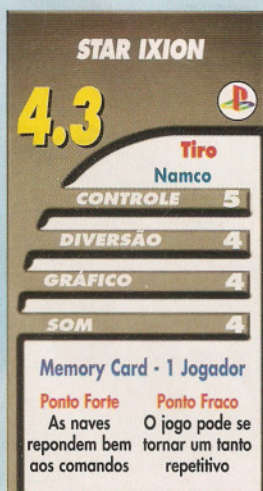 STAR IXION
4.3
Tiro
Namco
CONTROLE 5
DIVERSÃO 4
GRÁFICO 4
SOM 4
Memory Card - 1 Jogador
Ponto Forte
As naves
repondem bem
aos comandos
Ponto Fraco
O jogo pode se
tornar um tanto
repetitivo